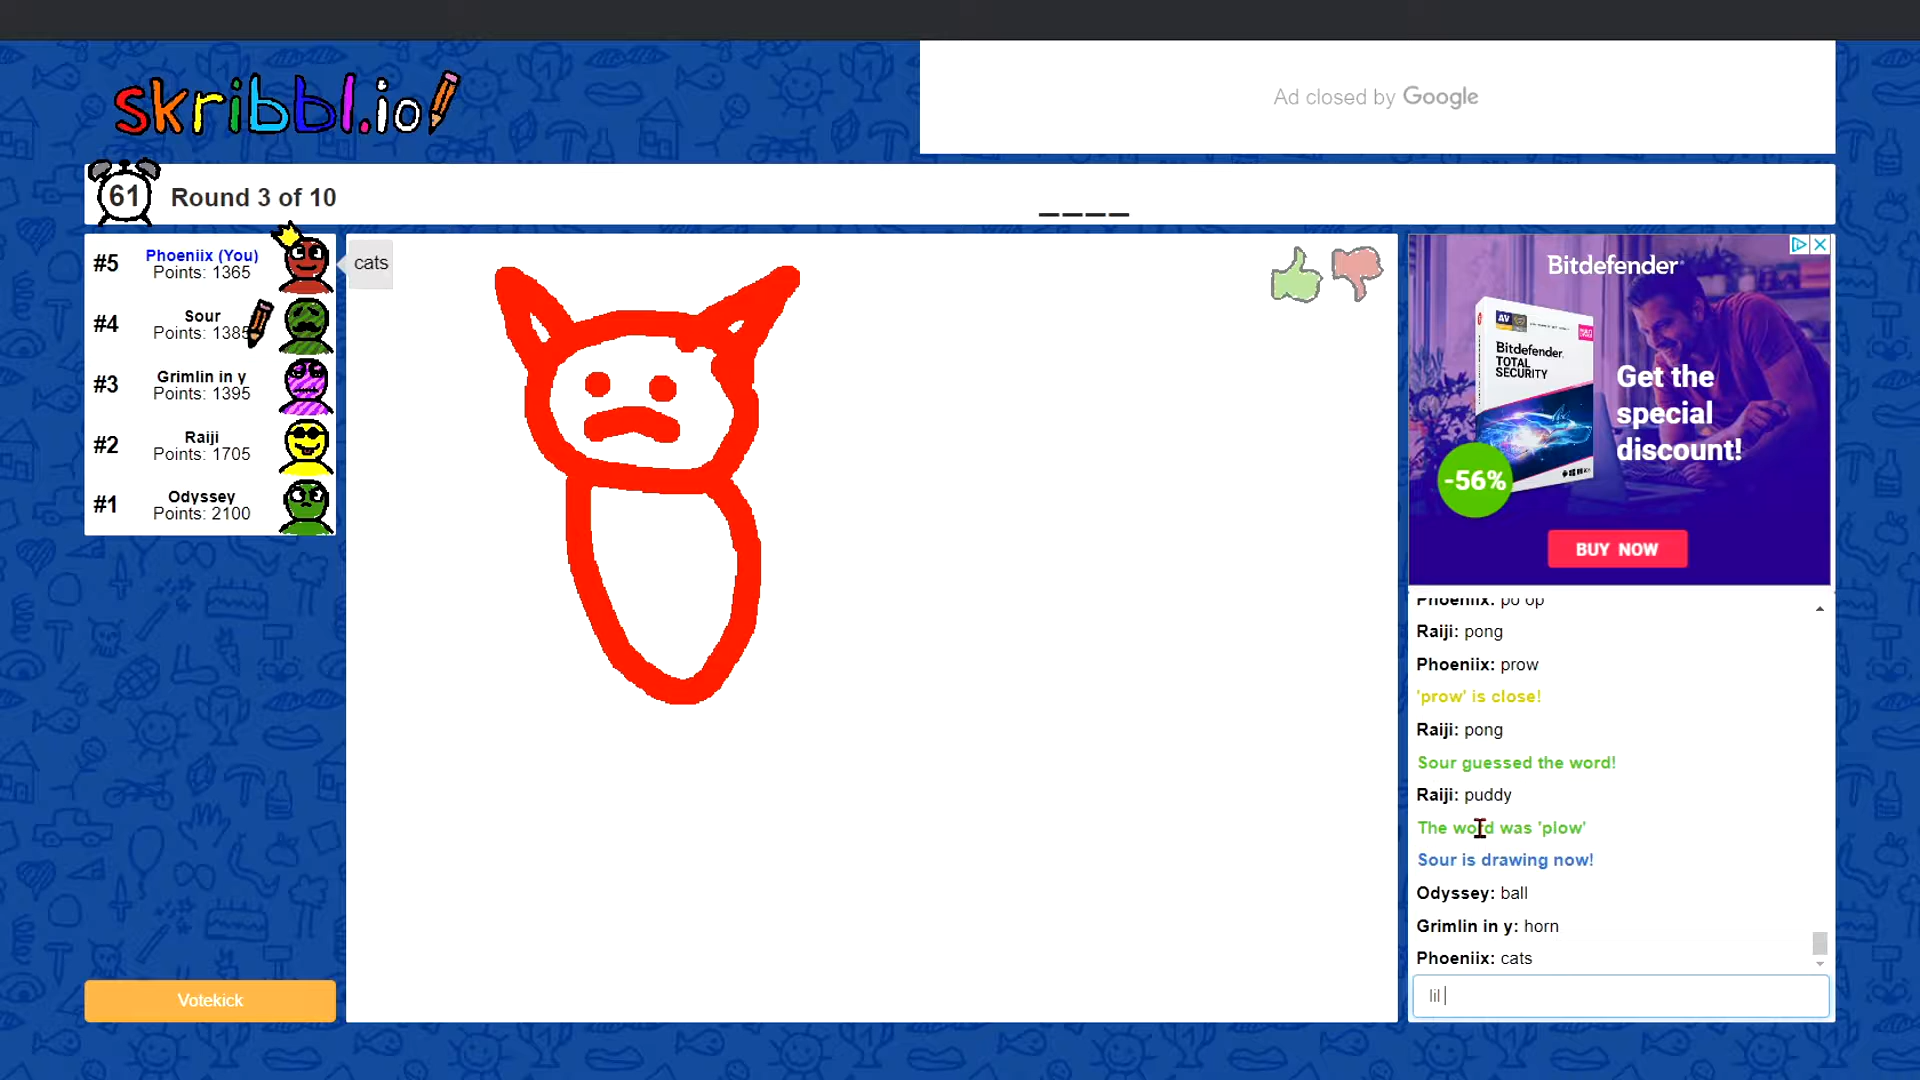 skribbl.io
Ad closed by Google
61
Round 3 of 10
____
#5
Phoeniix (You)
Points: 1365
#4
Sour
Points: 1385
#3
Grimlin in y
Points: 1395
#2
Raiji
Points: 1705
#1
Odyssey
Points: 2100
Votekick
cats
Bitdefender
Bitdefender
TOTAL
SECURITY
-56%
Get the
special
discount!
BUY NOW
Phoeniix: po op
Raiji: pong
Phoeniix: prow
'prow' is close!
Raiji: pong
Sour guessed the word!
Raiji: puddy
The word was 'plow'
Sour is drawing now!
Odyssey: ball
Grimlin in y: horn
Phoeniix: cats
lil